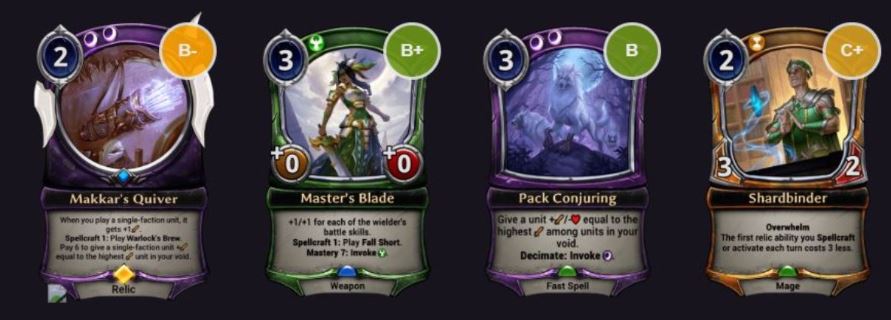 2
B-
Makkar's Quiver
When you play a single-faction unit, it
gets +1.
Spellcraft 1: Play Warlock's Brew.
Pay 6 to give a single-faction unit +
equal to the highest unit in your void.
Relic
3
B+
+0
+0
Master's Blade
+1/+1 for each of the wielder's
battle skills.
Spellcraft 1: Play Fall Short.
Mastery 7: Invoke
Weapon
3
B
Pack Conjuring
Give a unit +/- equal to the
highest among units in your
void.
Decimate: Invoke
Fast Spell
2
C+
3
2
Shardbinder
Overwhelm
The first relic ability you Spellcraft
or activate each turn costs 3 less.
Mage